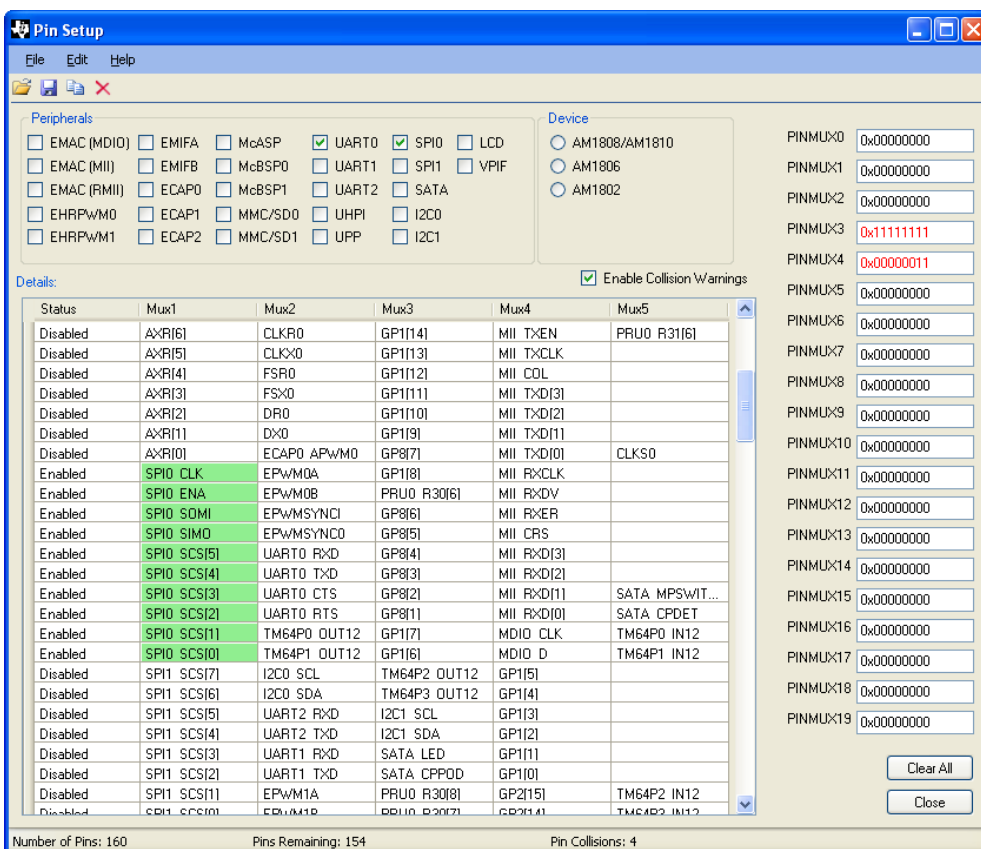 Pin Setup
File Edit Help
Peripherals
EMAC (MDIO) EMIFA McASP UART0 SPI0 LCD
EMAC (MII) EMIFB McBSP0 UART1 SPI1 VPIF
EMAC (RMII) ECAP0 McBSP1 UART2 SATA
EHRPWM0 ECAP1 MMC/SD0 UHPI I2C0
EHRPWM1 ECAP2 MMC/SD1 UPP I2C1
Device
AM1808/AM1810
AM1806
AM1802
Enable Collision Warnings
Details:
Status Mux1 Mux2 Mux3 Mux4 Mux5
Disabled AXR[6] CLKR0 GP1[14] MII TXEN PRU0 R31[6]
Disabled AXR[5] CLKX0 GP1[13] MII TXCLK
Disabled AXR[4] FSR0 GP1[12] MII COL
Disabled AXR[3] FSX0 GP1[11] MII TXD[3]
Disabled AXR[2] DR0 GP1[10] MII TXD[2]
Disabled AXR[1] DX0 GP1[9] MII TXD[1]
Disabled AXR[0] ECAP0 APWM0 GP8[7] MII TXD[0] CLKS0
Enabled SPI0 CLK EPWM0A GP1[8] MII RXCLK
Enabled SPI0 ENA EPWM0B PRU0 R30[6] MII RXDV
Enabled SPI0 SOMI EPWMSYNCI GP8[6] MII RXER
Enabled SPI0 SIMO EPWMSYNC0 GP8[5] MII CRS
Enabled SPI0 SCS[5] UART0 RXD GP8[4] MII RXD[3]
Enabled SPI0 SCS[4] UART0 TXD GP8[3] MII RXD[2]
Enabled SPI0 SCS[3] UART0 CTS GP8[2] MII RXD[1] SATA MPSWIT...
Enabled SPI0 SCS[2] UART0 RTS GP8[1] MII RXD[0] SATA CPDET
Enabled SPI0 SCS[1] TM64P0 OUT12 GP1[7] MDIO CLK TM64P0 IN12
Enabled SPI0 SCS[0] TM64P1 OUT12 GP1[6] MDIO D TM64P1 IN12
Disabled SPI1 SCS[7] I2C0 SCL TM64P2 OUT12 GP1[5]
Disabled SPI1 SCS[6] I2C0 SDA TM64P3 OUT12 GP1[4]
Disabled SPI1 SCS[5] UART2 RXD I2C1 SCL GP1[3]
Disabled SPI1 SCS[4] UART2 TXD I2C1 SDA GP1[2]
Disabled SPI1 SCS[3] UART1 RXD SATA LED GP1[1]
Disabled SPI1 SCS[2] UART1 TXD SATA CPPOD GP1[0]
Disabled SPI1 SCS[1] EPWM1A PRU0 R30[8] GP2[15] TM64P2 IN12
Disabled SPI1 SCS[0] EPWM1B PRU0 R30[7] GP2[14] TM64P3 IN12
PINMUX0 0x00000000
PINMUX1 0x00000000
PINMUX2 0x00000000
PINMUX3 0x11111111
PINMUX4 0x00000011
PINMUX5 0x00000000
PINMUX6 0x00000000
PINMUX7 0x00000000
PINMUX8 0x00000000
PINMUX9 0x00000000
PINMUX10 0x00000000
PINMUX11 0x00000000
PINMUX12 0x00000000
PINMUX13 0x00000000
PINMUX14 0x00000000
PINMUX15 0x00000000
PINMUX16 0x00000000
PINMUX17 0x00000000
PINMUX18 0x00000000
PINMUX19 0x00000000
Clear All
Close
Number of Pins: 160 Pins Remaining: 154 Pin Collisions: 4